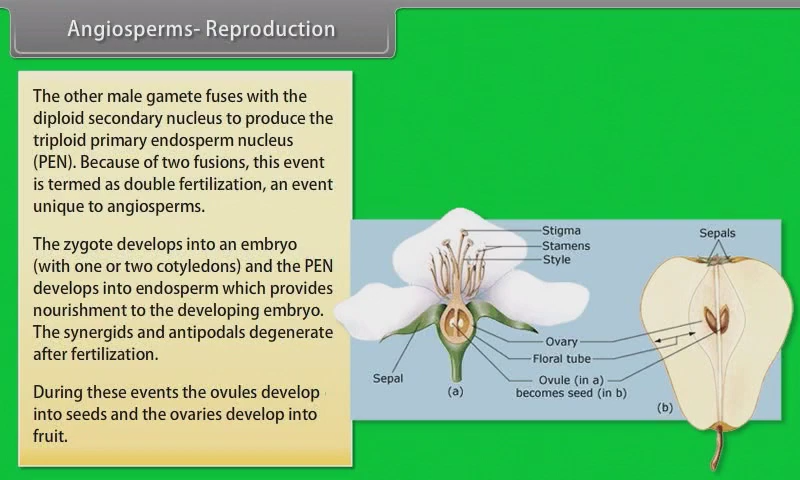 Angiosperms- Reproduction
The other male gamete fuses with the
diploid secondary nucleus to produce the
triploid primary endosperm nucleus
(PEN). Because of two fusions, this event
is termed as double fertilization, an event
unique to angiosperms.
The zygote develops into an embryo
(with one or two cotyledons) and the PEN
develops into endosperm which provides
nourishment to the developing embryo.
The synergids and antipodals degenerate
after fertilization.
During these events the ovules develop
into seeds and the ovaries develop into
fruit.
Stigma
Stamens
Style
Sepals
Ovary
Floral tube
Sepal
Ovule (in a)
becomes seed (in b)
(a)
(b)